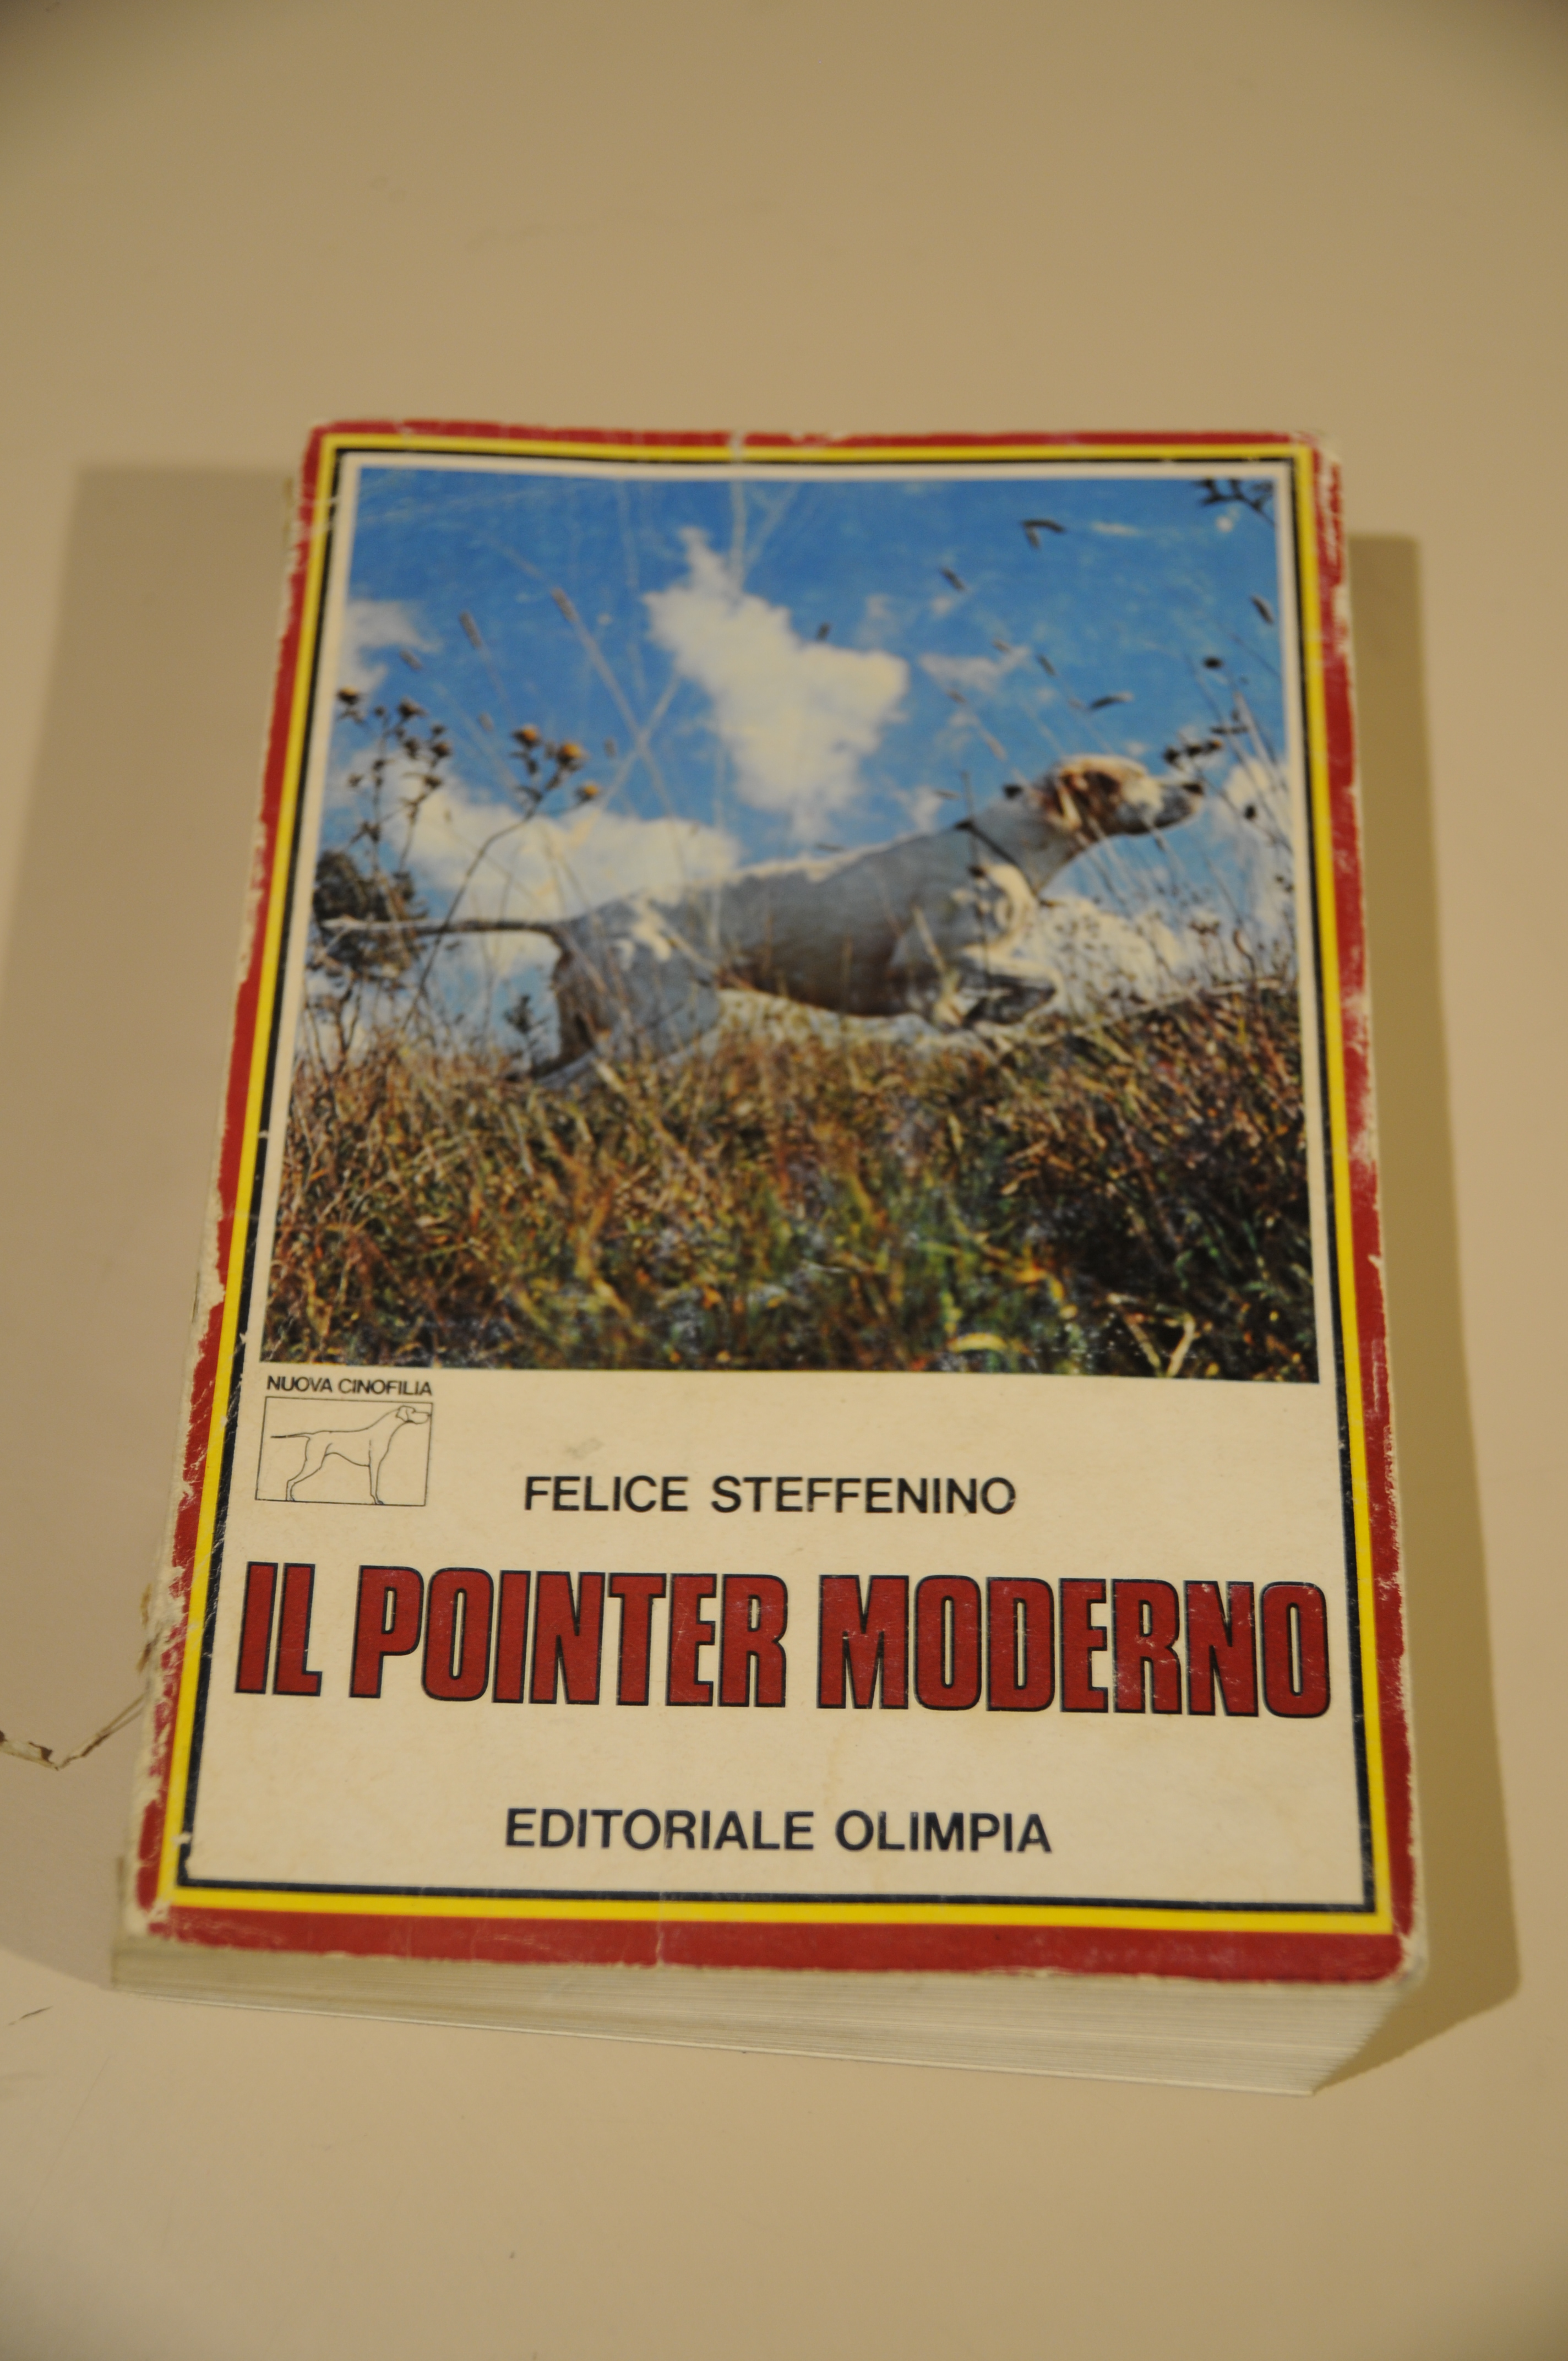 NUOVA CINOFILIA
FELICE STEFFENINO
IL POINTER MODERNO
EDITORIALE OLIMPIA